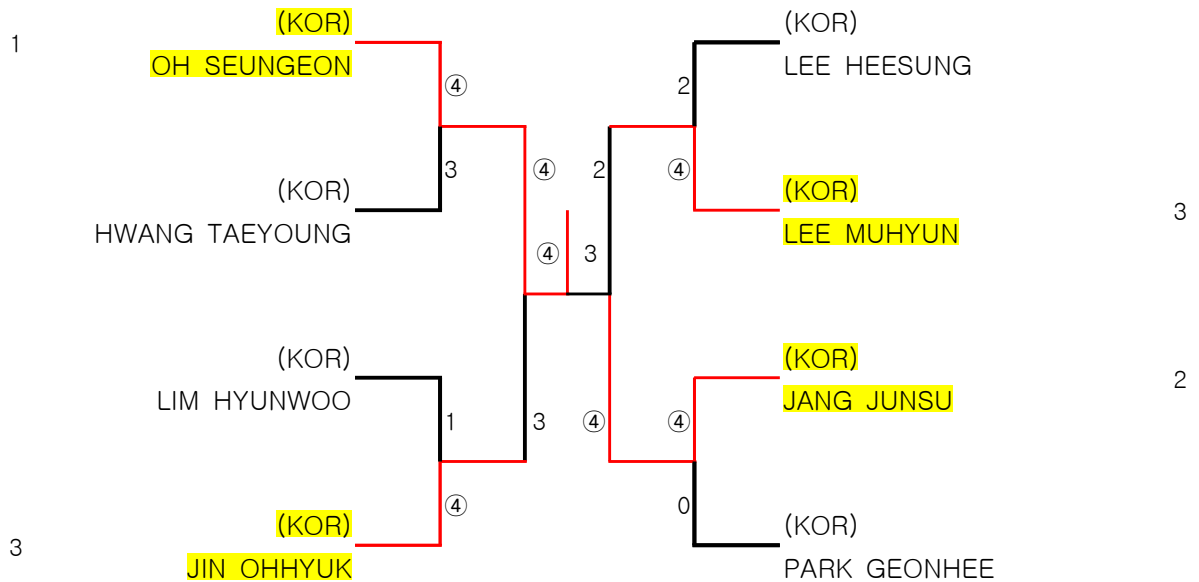 (KOR)
(KOR)
1
OH SEUNGEON
LEE HEESUNG
④
2
3
④
2
④
(KOR)
(KOR)
3
HWANG TAEYOUNG
LEE MUHYUN
④
3
(KOR)
(KOR)
2
LIM HYUNWOO
JANG JUNSU
1
3
④
④
④
0
(KOR)
(KOR)
3
JIN OHHYUK
PARK GEONHEE